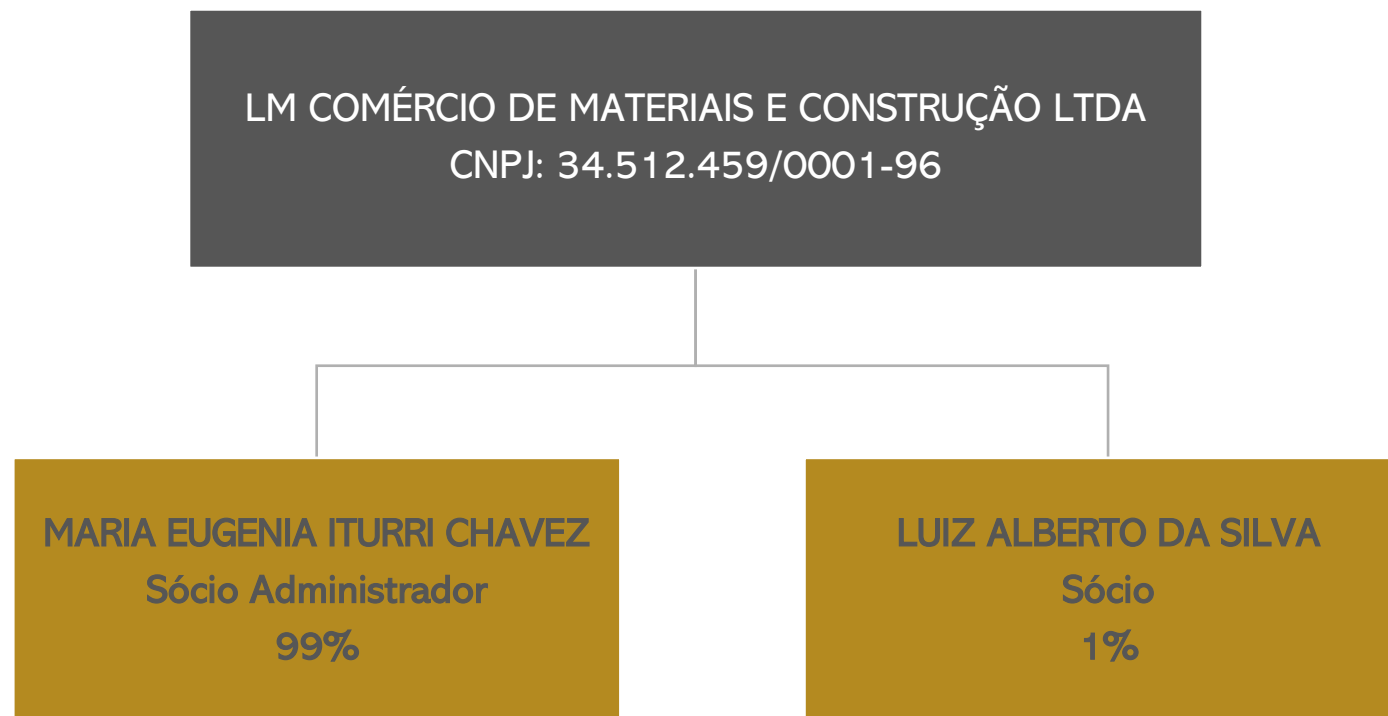 LM COMÉRCIO DE MATERIAIS E CONSTRUÇÃO LTDA
CNPJ: 34.512.459/0001-96
MARIA EUGENIA ITURRI CHAVEZ
Sócio Administrador
99%
LUIZ ALBERTO DA SILVA
Sócio
1%